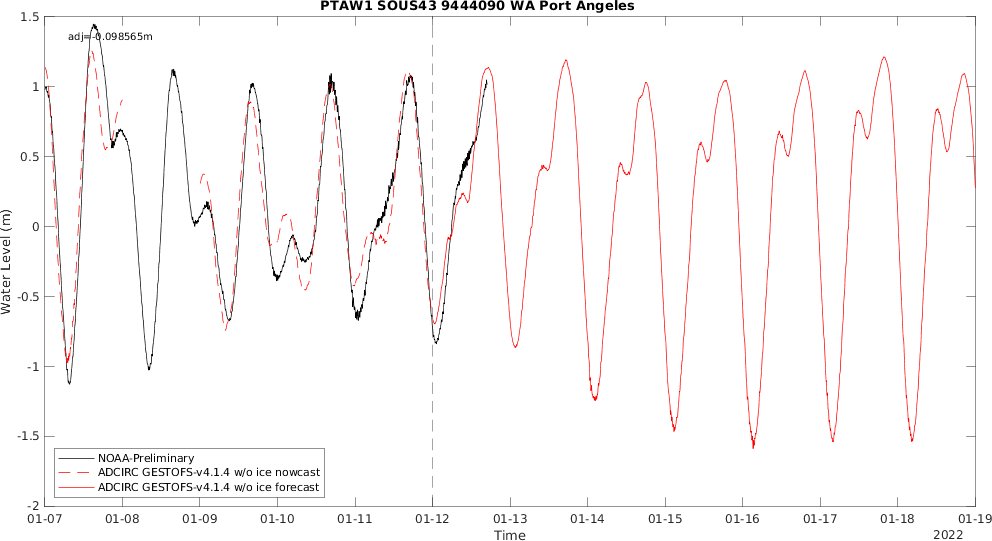 PTAW1 SOUS43 9444090 WA Port Angeles
adj=-0.098565m
1.5
1
0.5
0
-0.5
-1
-1.5
-2
Water Level (m)
NOAA-Preliminary
ADCIRC GESTOFS-v4.1.4 w/o ice nowcast
ADCIRC GESTOFS-v4.1.4 w/o ice forecast
01-07 01-08 01-09 01-10 01-11 01-12 01-13 01-14 01-15 01-16 01-17 01-18 01-19
Time
2022